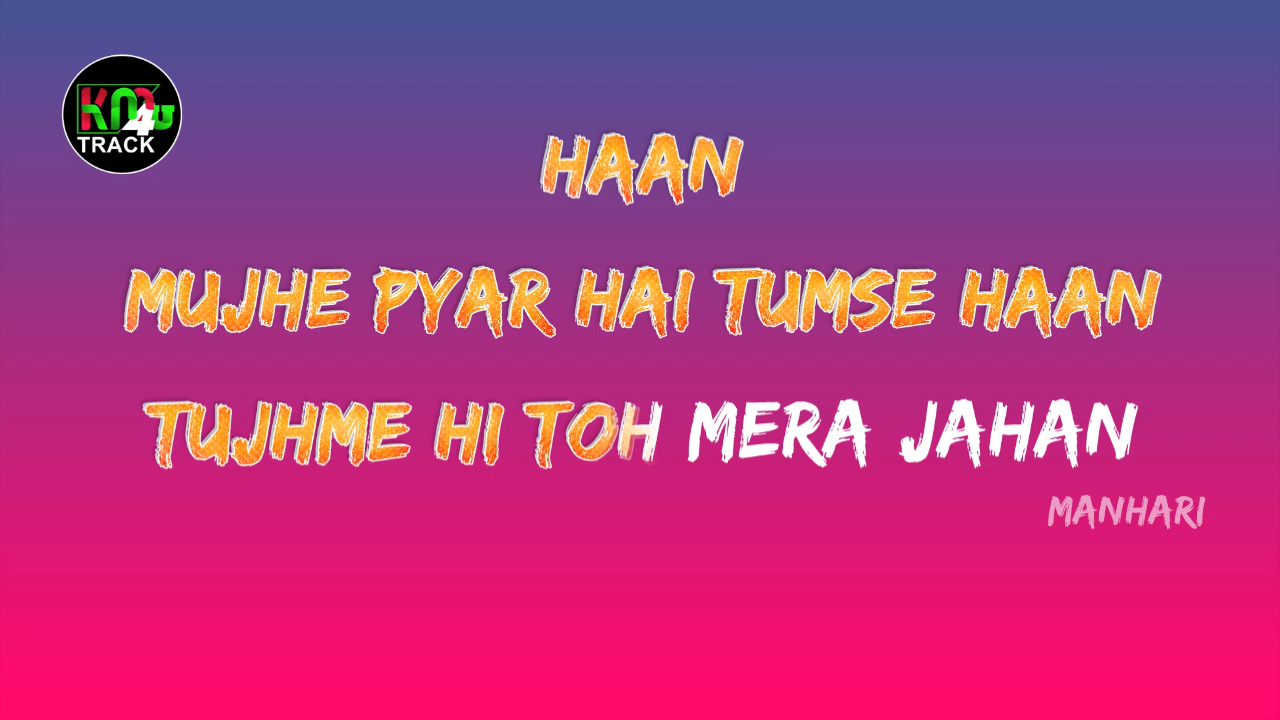 KM4U
TRACK
HAAN
MUJHE PYAR HAI TUMSE HAAN
TUJHME HI TOH MERA JAHAN
MANHARI